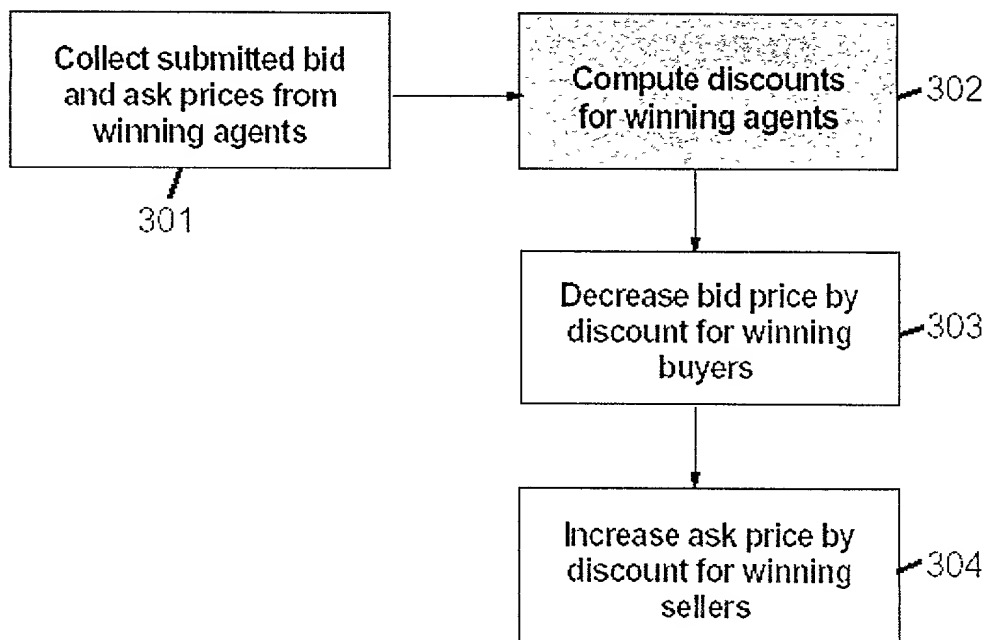 Collect submitted bid
and ask prices from
winning agents
301
Compute discounts
for winning agents
302
Decrease bid price by
discount for winning
buyers
303
Increase ask price by
discount for winning
sellers
304